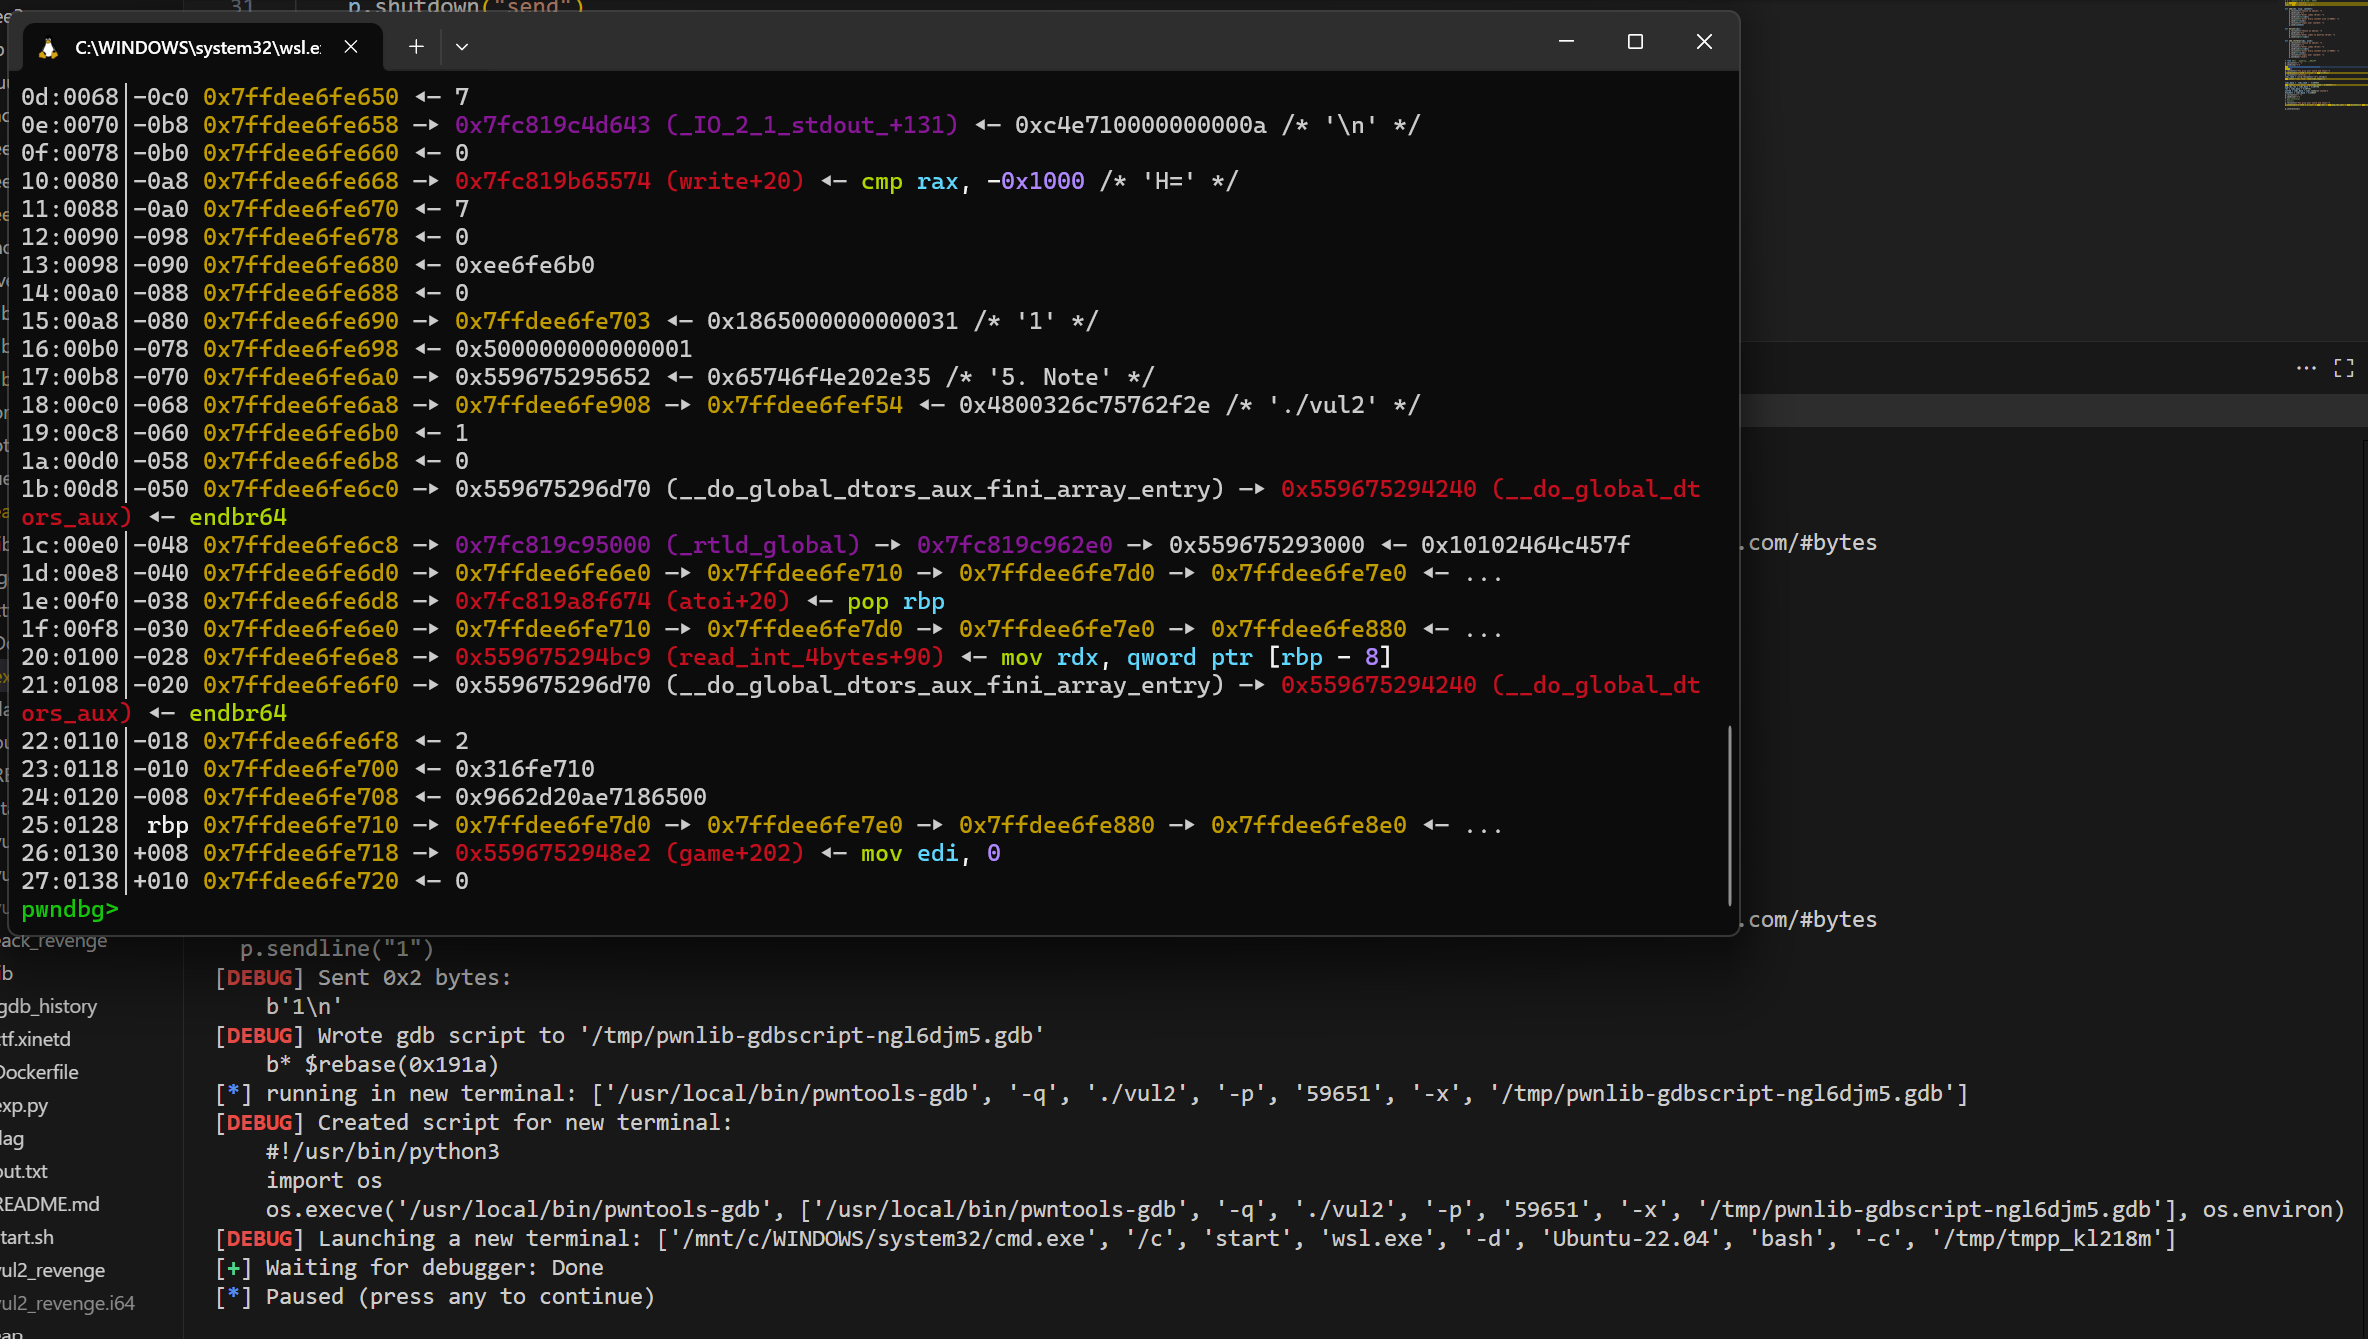 31 p.shutdown("send")
C:\WINDOWS\system32\wsl.e:
0d:0068│-0c0 0x7ffdee6fe650 ◂— 7
0e:0070│-0b8 0x7ffdee6fe658 —▸ 0x7fc819c4d643 (_IO_2_1_stdout_+131) ◂— 0xc4e710000000000a /* '\n' */
0f:0078│-0b0 0x7ffdee6fe660 ◂— 0
10:0080│-0a8 0x7ffdee6fe668 —▸ 0x7fc819b65574 (write+20) ◂— cmp rax, -0x1000 /* 'H=' */
11:0088│-0a0 0x7ffdee6fe670 ◂— 7
12:0090│-098 0x7ffdee6fe678 ◂— 0
13:0098│-090 0x7ffdee6fe680 ◂— 0xee6fe6b0
14:00a0│-088 0x7ffdee6fe688 ◂— 0
15:00a8│-080 0x7ffdee6fe690 —▸ 0x7ffdee6fe703 ◂— 0x1865000000000031 /* '1' */
16:00b0│-078 0x7ffdee6fe698 ◂— 0x500000000000001
17:00b8│-070 0x7ffdee6fe6a0 —▸ 0x559675295652 ◂— 0x65746f4e202e35 /* '5. Note' */
18:00c0│-068 0x7ffdee6fe6a8 —▸ 0x7ffdee6fe908 —▸ 0x7ffdee6fef54 ◂— 0x4800326c75762f2e /* './vul2' */
19:00c8│-060 0x7ffdee6fe6b0 ◂— 1
1a:00d0│-058 0x7ffdee6fe6b8 ◂— 0
1b:00d8│-050 0x7ffdee6fe6c0 —▸ 0x559675296d70 (__do_global_dtors_aux_fini_array_entry) —▸ 0x559675294240 (__do_global_dt
ors_aux) ◂— endbr64
1c:00e0│-048 0x7ffdee6fe6c8 —▸ 0x7fc819c95000 (_rtld_global) —▸ 0x7fc819c962e0 —▸ 0x559675293000 ◂— 0x10102464c457f
.com/#bytes
1d:00e8│-040 0x7ffdee6fe6d0 —▸ 0x7ffdee6fe6e0 —▸ 0x7ffdee6fe710 —▸ 0x7ffdee6fe7d0 —▸ 0x7ffdee6fe7e0 ◂— ...
1e:00f0│-038 0x7ffdee6fe6d8 —▸ 0x7fc819a8f674 (atoi+20) ◂— pop rbp
1f:00f8│-030 0x7ffdee6fe6e0 —▸ 0x7ffdee6fe710 —▸ 0x7ffdee6fe7d0 —▸ 0x7ffdee6fe7e0 —▸ 0x7ffdee6fe880 ◂— ...
20:0100│-028 0x7ffdee6fe6e8 —▸ 0x559675294bc9 (read_int_4bytes+90) ◂— mov rdx, qword ptr [rbp - 8]
21:0108│-020 0x7ffdee6fe6f0 —▸ 0x559675296d70 (__do_global_dtors_aux_fini_array_entry) —▸ 0x559675294240 (__do_global_dt
ors_aux) ◂— endbr64
22:0110│-018 0x7ffdee6fe6f8 ◂— 2
23:0118│-010 0x7ffdee6fe700 ◂— 0x316fe710
24:0120│-008 0x7ffdee6fe708 ◂— 0x9662d20ae7186500
25:0128│ rbp 0x7ffdee6fe710 —▸ 0x7ffdee6fe7d0 —▸ 0x7ffdee6fe7e0 —▸ 0x7ffdee6fe880 —▸ 0x7ffdee6fe8e0 ◂— ...
26:0130│+008 0x7ffdee6fe718 —▸ 0x5596752948e2 (game+202) ◂— mov edi, 0
27:0138│+010 0x7ffdee6fe720 ◂— 0
pwndbg>
.com/#bytes
p.sendline("1")
[DEBUG] Sent 0x2 bytes:
b'1\n'
[DEBUG] Wrote gdb script to '/tmp/pwnlib-gdbscript-ngl6djm5.gdb'
b* $rebase(0x191a)
[*] running in new terminal: ['/usr/local/bin/pwntools-gdb', '-q', './vul2', '-p', '59651', '-x', '/tmp/pwnlib-gdbscript-ngl6djm5.gdb']
[DEBUG] Created script for new terminal:
#!/usr/bin/python3
import os
os.execve('/usr/local/bin/pwntools-gdb', ['/usr/local/bin/pwntools-gdb', '-q', './vul2', '-p', '59651', '-x', '/tmp/pwnlib-gdbscript-ngl6djm5.gdb'], os.environ)
[DEBUG] Launching a new terminal: ['/mnt/c/WINDOWS/system32/cmd.exe', '/c', 'start', 'wsl.exe', '-d', 'Ubuntu-22.04', 'bash', '-c', '/tmp/tmpp_kl218m']
[+] Waiting for debugger: Done
[*] Paused (press any to continue)
ack_revenge
ib
gdb_history
tf.xinetd
Dockerfile
exp.py
lag
out.txt
README.md
tart.sh
vul2_revenge
vul2_revenge.i64